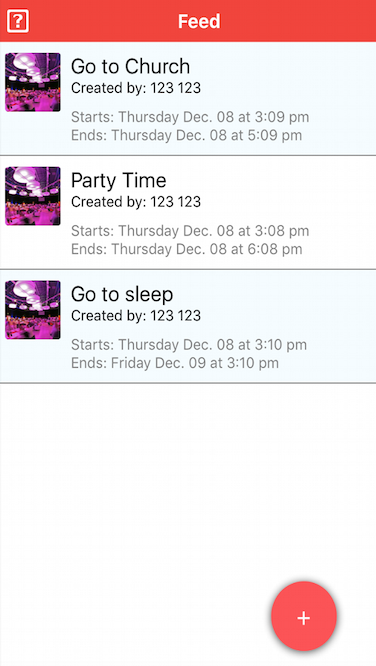 ?
Feed
Go to Church
Created by: 123 123
Starts: Thursday Dec. 08 at 3:09 pm
Ends: Thursday Dec. 08 at 5:09 pm
Party Time
Created by: 123 123
Starts: Thursday Dec. 08 at 3:08 pm
Ends: Thursday Dec. 08 at 6:08 pm
Go to sleep
Created by: 123 123
Starts: Thursday Dec. 08 at 3:10 pm
Ends: Friday Dec. 09 at 3:10 pm
+